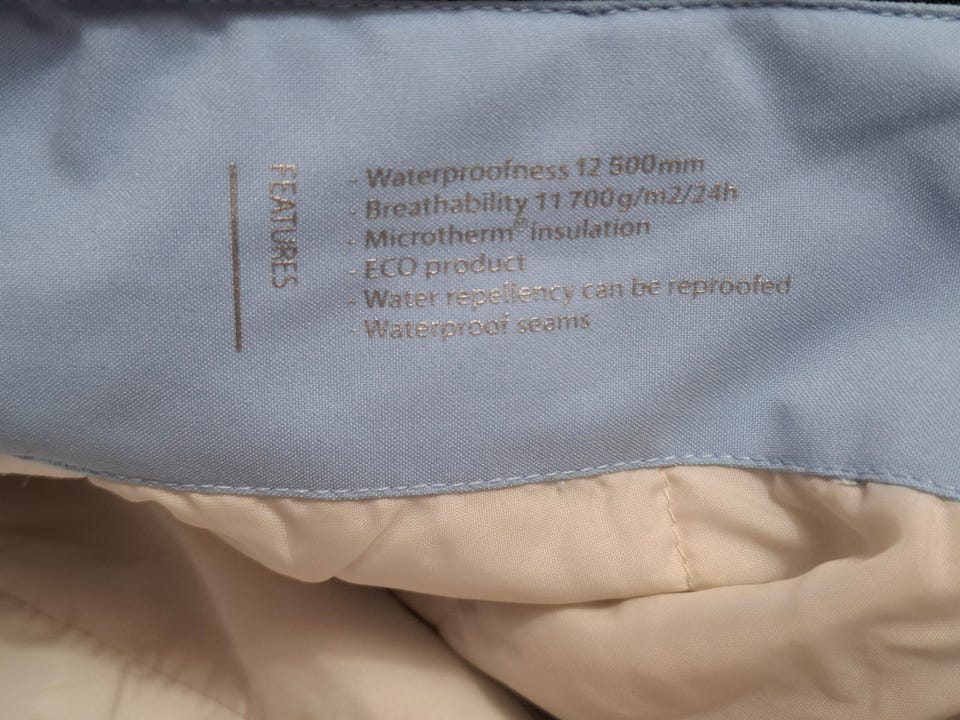 FEATURES
- Waterproofness 12 500mm
- Breathability 11 700g/m2/24h
- Microtherm® insulation
- ECO product
- Water repellency can be reproofed
- Waterproof seams